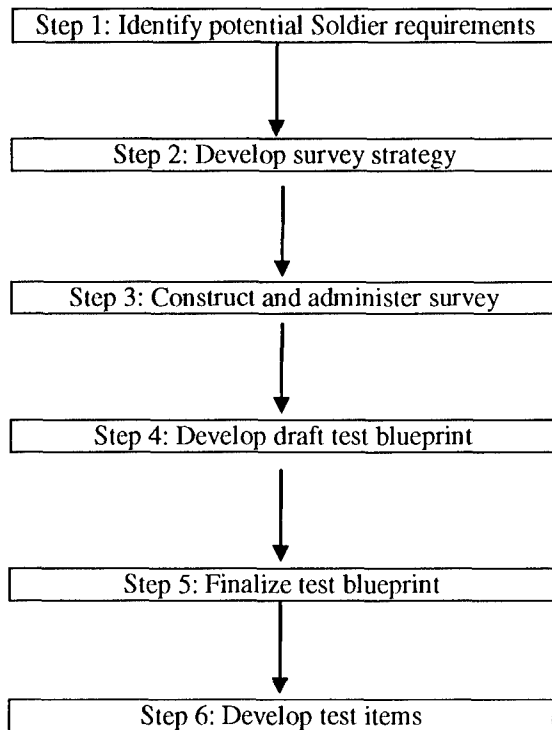 Step 1: Identify potential Soldier requirements
Step 2: Develop survey strategy
Step 3: Construct and administer survey
Step 4: Develop draft test blueprint
Step 5: Finalize test blueprint
Step 6: Develop test items